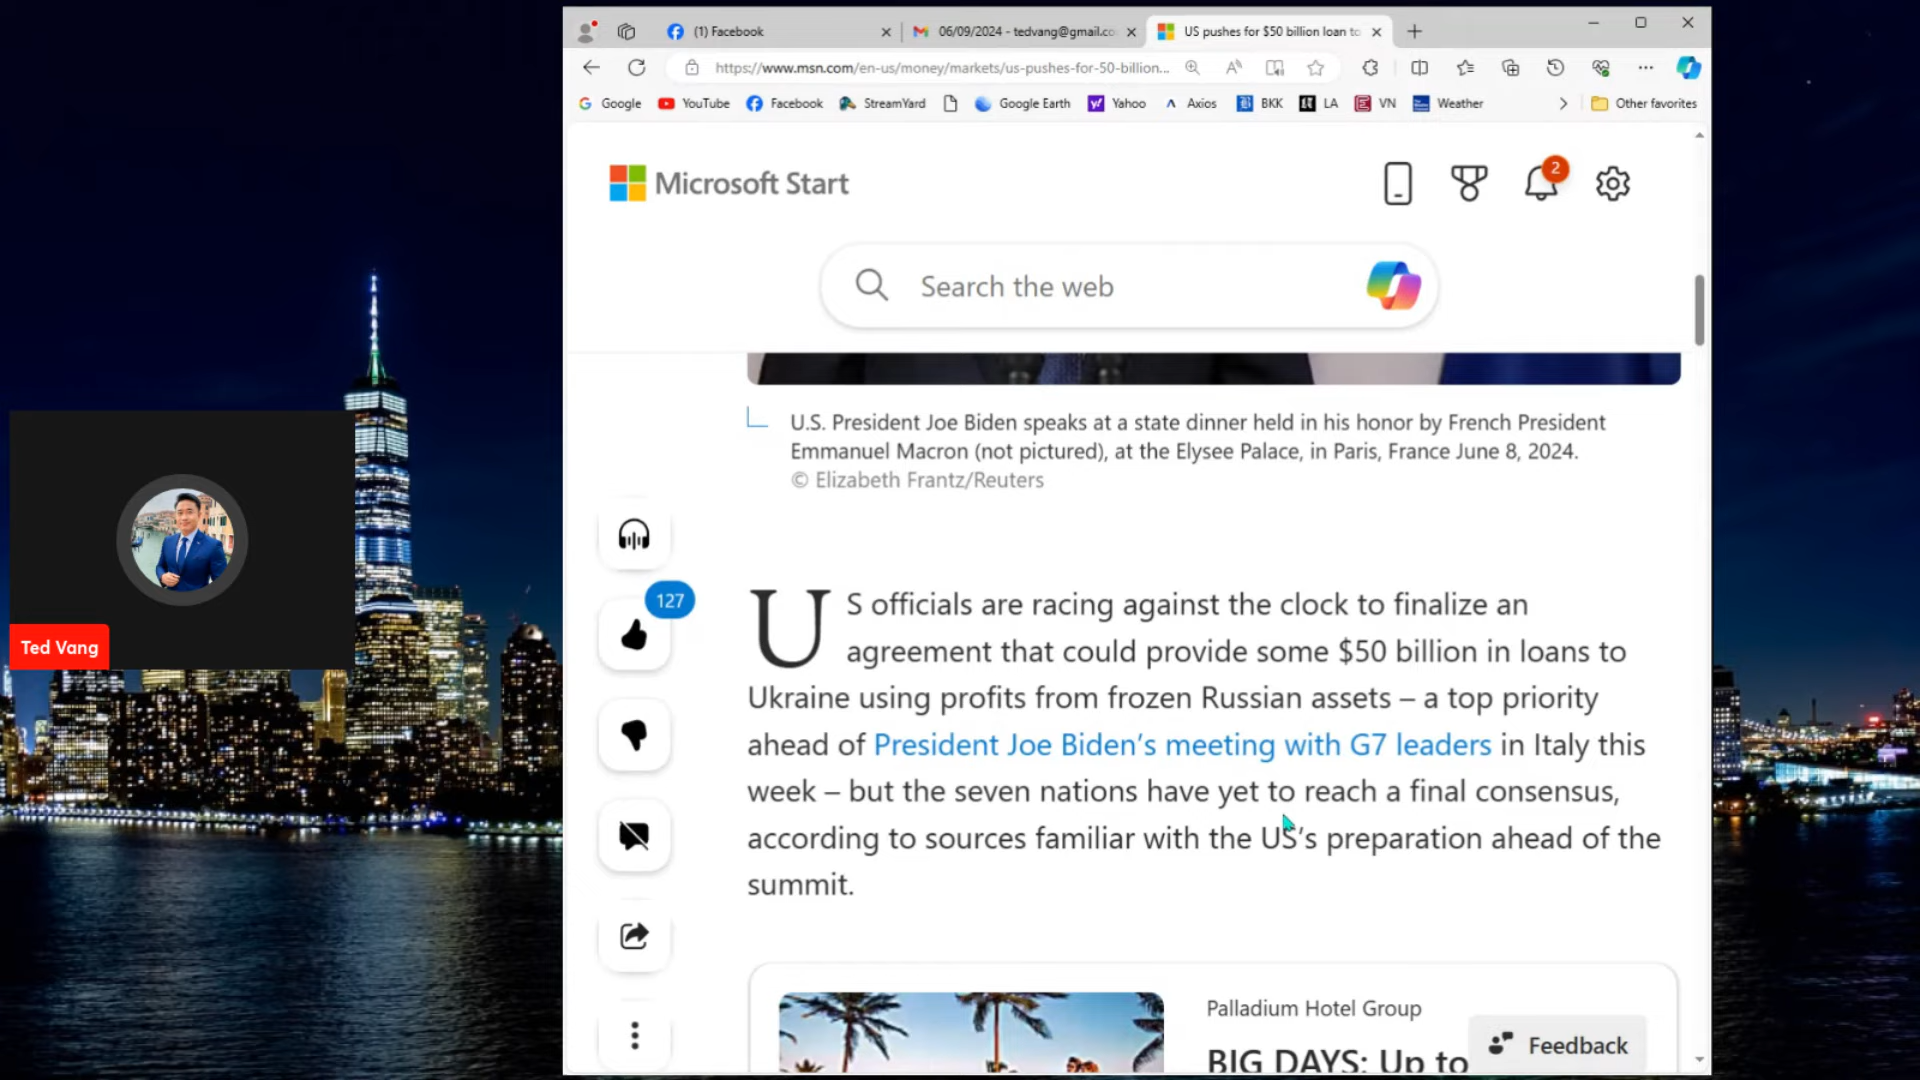 (1) Facebook
06/09/2024 - tedvang@gmail.co
US pushes for $50 billion loan to
https://www.msn.com/en-us/money/markets/us-pushes-for-50-billion...
Google
YouTube
Facebook
StreamYard
Google Earth
Yahoo
Axios
BKK
LA
VN
Weather
Other favorites
Microsoft Start
2
Search the web
U.S. President Joe Biden speaks at a state dinner held in his honor by French President
Emmanuel Macron (not pictured), at the Elysee Palace, in Paris, France June 8, 2024.
© Elizabeth Frantz/Reuters
127
US officials are racing against the clock to finalize an
agreement that could provide some $50 billion in loans to
Ukraine using profits from frozen Russian assets – a top priority
ahead of President Joe Biden’s meeting with G7 leaders in Italy this
week – but the seven nations have yet to reach a final consensus,
according to sources familiar with the US’s preparation ahead of the
summit.
Ted Vang
Palladium Hotel Group
BIG DAYS: Up to
Feedback